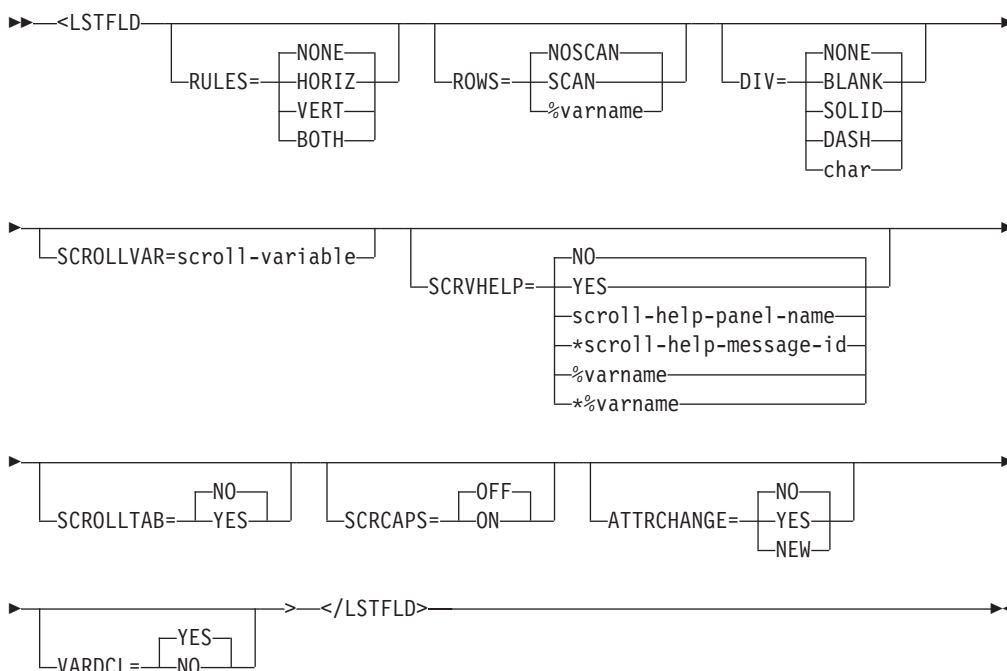 <LSTFLD
RULES=
NONE
HORIZ
VERT
BOTH
ROWS=
NOSCAN
SCAN
%varname
DIV=
NONE
BLANK
SOLID
DASH
char
SCROLLVAR=scroll-variable
SCRVHELP=
NO
YES
scroll-help-panel-name
*scroll-help-message-id
%varname
*%varname
SCROLLTAB=
NO
YES
SCRCAPS=
OFF
ON
ATTRCHANGE=
NO
YES
NEW
VARDCL=
YES
NO
>
</LSTFLD>